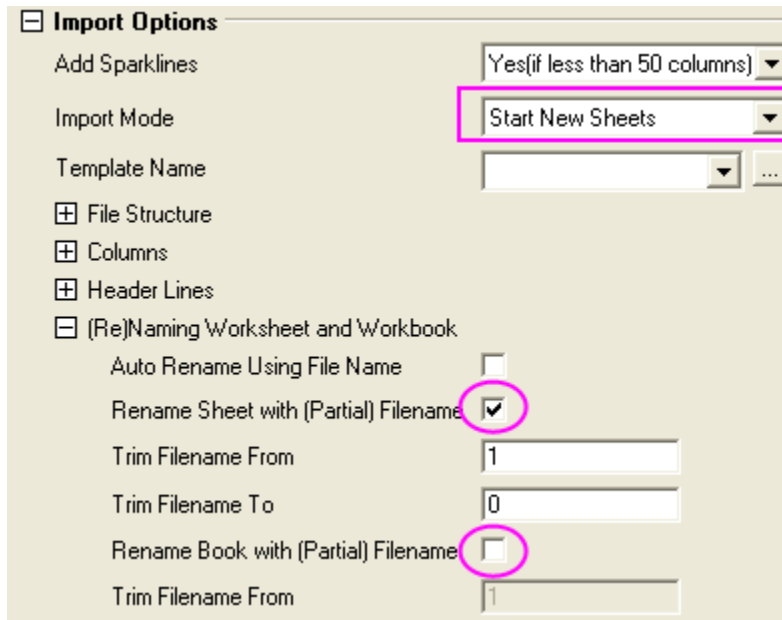 Import Options
Add Sparklines Yes(if less than 50 columns)
Import Mode Start New Sheets
Template Name ...
File Structure
Columns
Header Lines
(Re)Naming Worksheet and Workbook
Auto Rename Using File Name
Rename Sheet with (Partial) Filename
Trim Filename From 1
Trim Filename To 0
Rename Book with (Partial) Filename
Trim Filename From 1